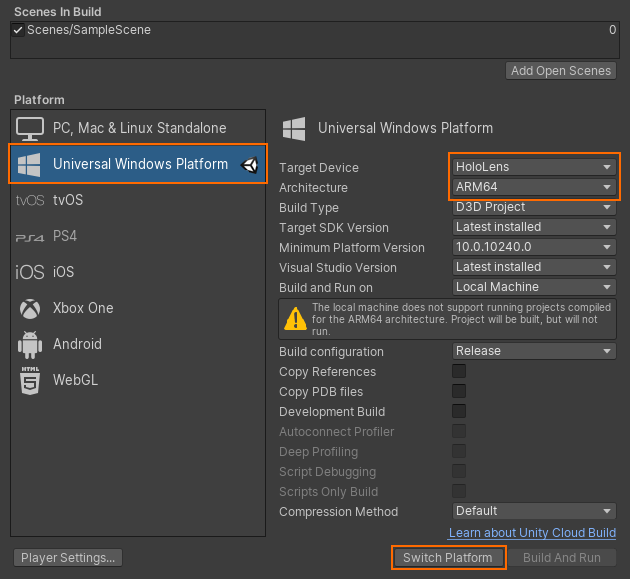 Scenes In Build
Scenes/SampleScene 0
Add Open Scenes
Platform
PC, Mac & Linux Standalone
Universal Windows Platform
tvOS tvOS
PS4 PS4
iOS iOS
Xbox One
Android
HTML 5 WebGL
Universal Windows Platform
Target Device HoloLens
Architecture ARM64
Build Type D3D Project
Target SDK Version Latest installed
Minimum Platform Version 10.0.10240.0
Visual Studio Version Latest installed
Build and Run on Local Machine
The local machine does not support running projects compiled
for the ARM64 architecture. Project will be built, but will not
run.
Build configuration Release
Copy References
Copy PDB files
Development Build
Autoconnect Profiler
Deep Profiling
Script Debugging
Scripts Only Build
Compression Method Default
Learn about Unity Cloud Build
Player Settings... Switch Platform Build And Run